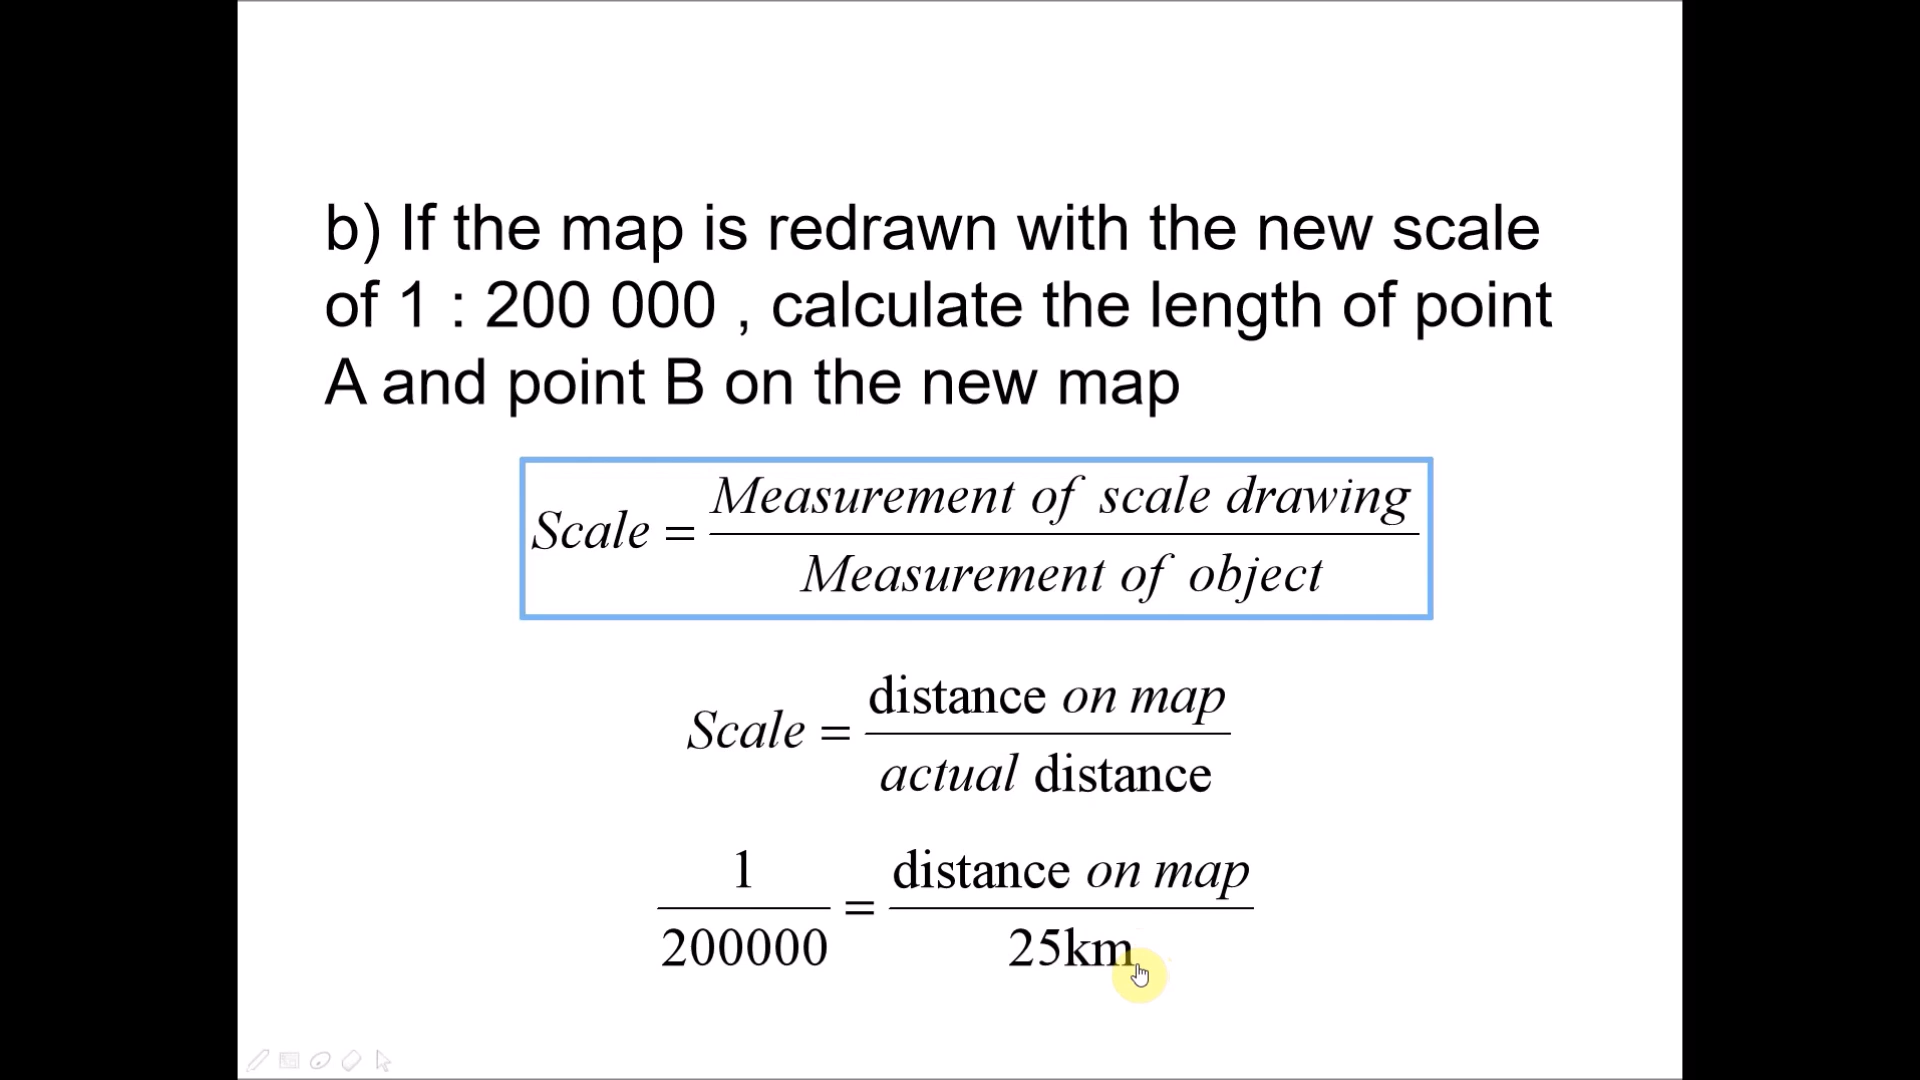 b) If the map is redrawn with the new scale
of 1 : 200 000 , calculate the length of point
A and point B on the new map
Scale = Measurement of scale drawing / Measurement of object
Scale = distance on map / actual distance
1 / 200000 = distance on map / 25km